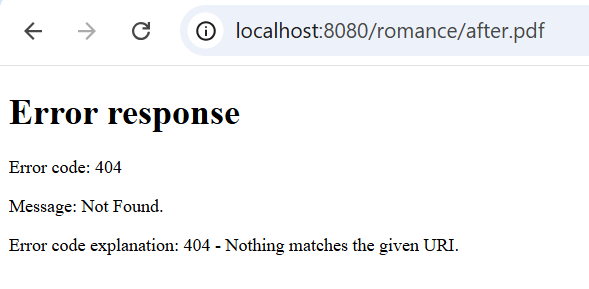 localhost:8080/romance/after.pdf
Error response
Error code: 404
Message: Not Found.
Error code explanation: 404 - Nothing matches the given URI.